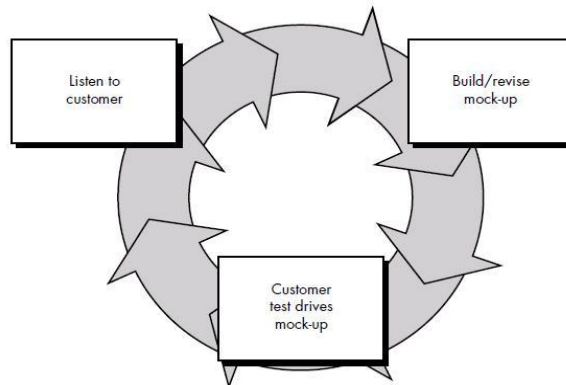 Listen to
customer
Build/revise
mock-up
Customer
test drives
mock-up